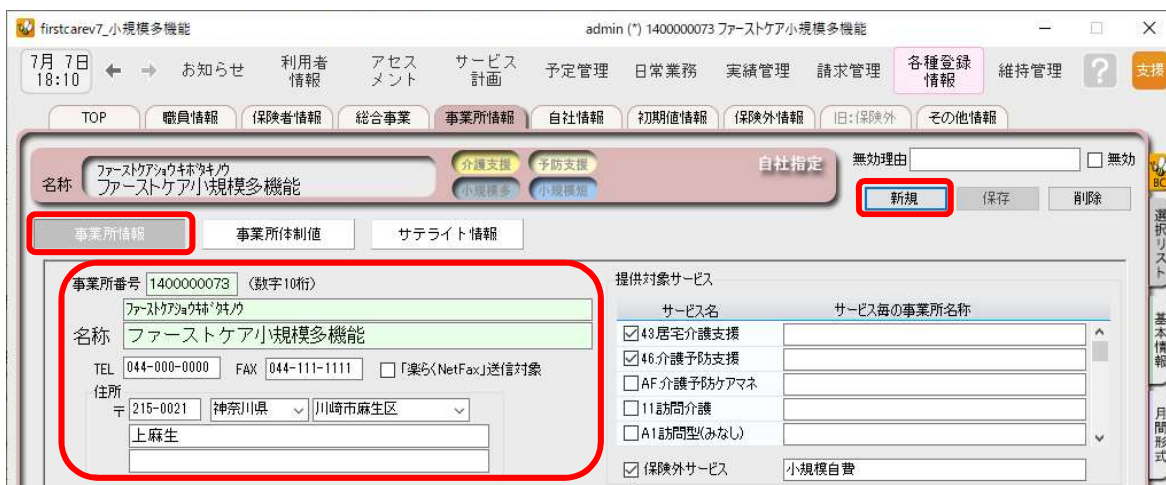 firstcarev7_小規模多機能 admin (*) 1400000073 ファーストケア小規模多機能
7月 7日
18:10
お知らせ 利用者情報 アセスメント サービス計画 予定管理 日常業務 実績管理 請求管理 各種登録情報 維持管理 ? 支援
TOP 職員情報 保険者情報 総合事業 事業所情報 自社情報 初期値情報 保険外情報 旧:保険外 その他情報
ファーストケアショウキボタキノウ
名称 ファーストケア小規模多機能
介護支援 予防支援
小規模多 小規模短
自社指定
無効理由 無効
新規 保存 削除
事業所情報 事業所体制値 サテライト情報
事業所番号 1400000073 (数字10桁)
ファーストケアショウキボタキノウ
名称 ファーストケア小規模多機能
TEL 044-000-0000 FAX 044-111-1111 「楽らくNetFax」送信対象
住所
〒 215-0021 神奈川県 川崎市麻生区
上麻生
提供対象サービス
サービス名 サービス毎の事業所名称
43.居宅介護支援
46.介護予防支援
AF.介護予防ケアマネ
11訪問介護
A1訪問型(みなし)
保険外サービス 小規模自費
BC
選択リスト
基本情報
月間形式